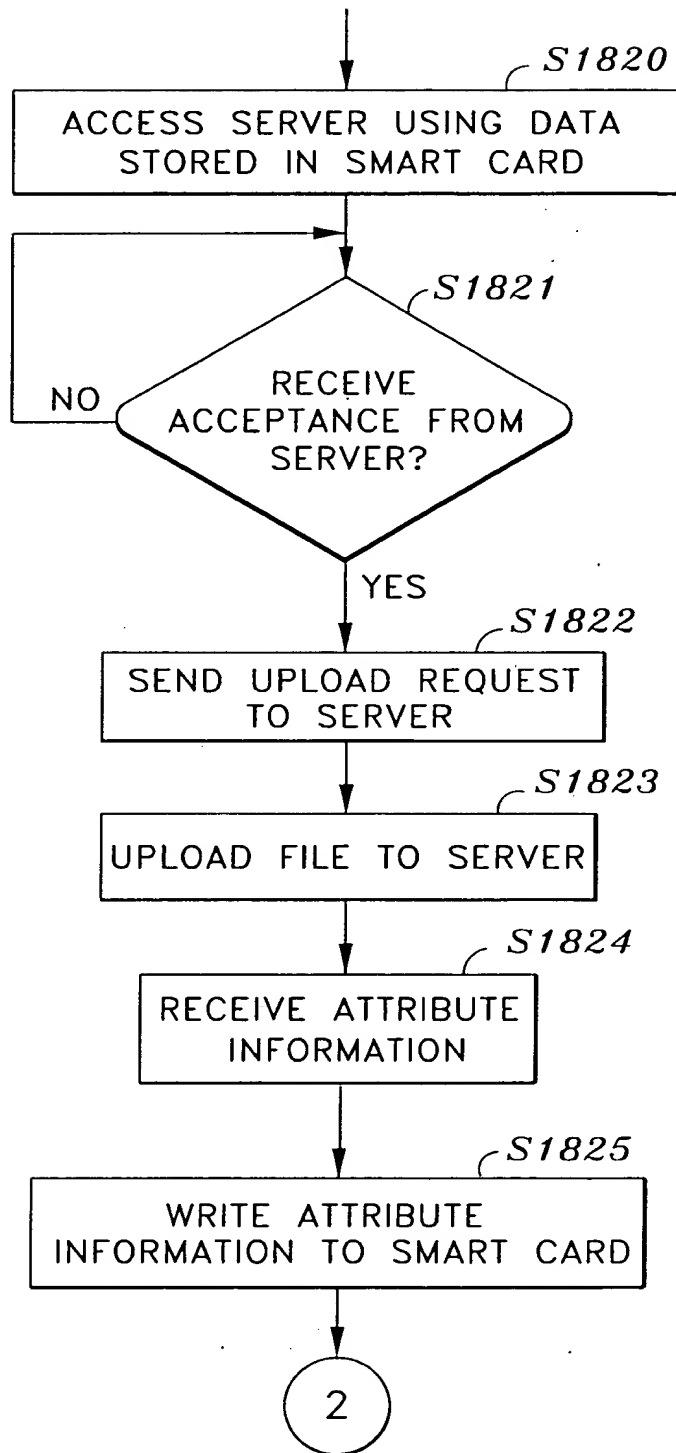 S1820
ACCESS SERVER USING DATA
STORED IN SMART CARD
S1821
RECEIVE
ACCEPTANCE FROM
SERVER?
NO
YES
S1822
SEND UPLOAD REQUEST
TO SERVER
S1823
UPLOAD FILE TO SERVER
S1824
RECEIVE ATTRIBUTE
INFORMATION
S1825
WRITE ATTRIBUTE
INFORMATION TO SMART CARD
2